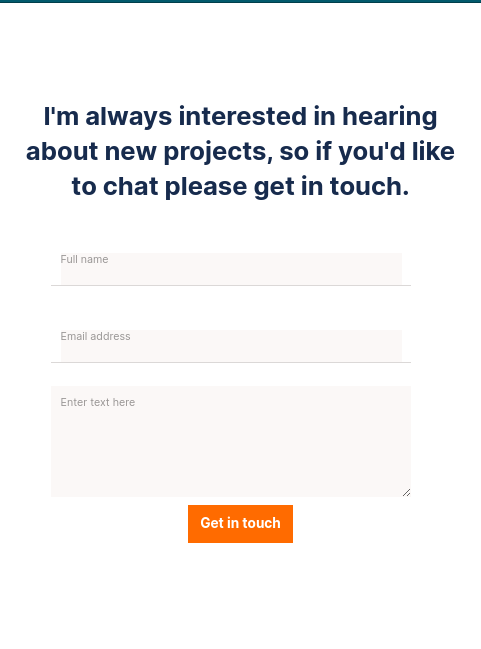 I'm always interested in hearing
about new projects, so if you'd like
to chat please get in touch.
Full name
Email address
Enter text here
Get in touch